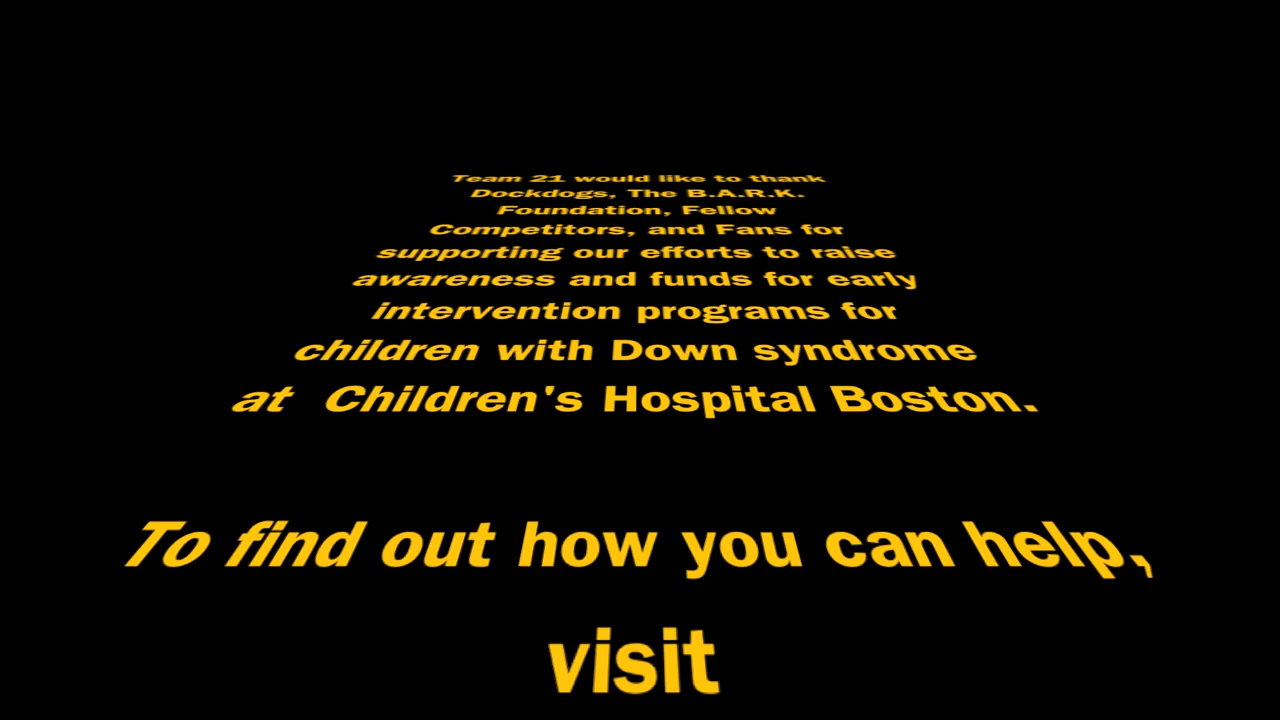 Team 21 would like to thank
Dockdogs, The B.A.R.K.
Foundation, Fellow
Competitors, and Fans for
supporting our efforts to raise
awareness and funds for early
intervention programs for
children with Down syndrome
at  Children's Hospital Boston.
To find out how you can help,
visit